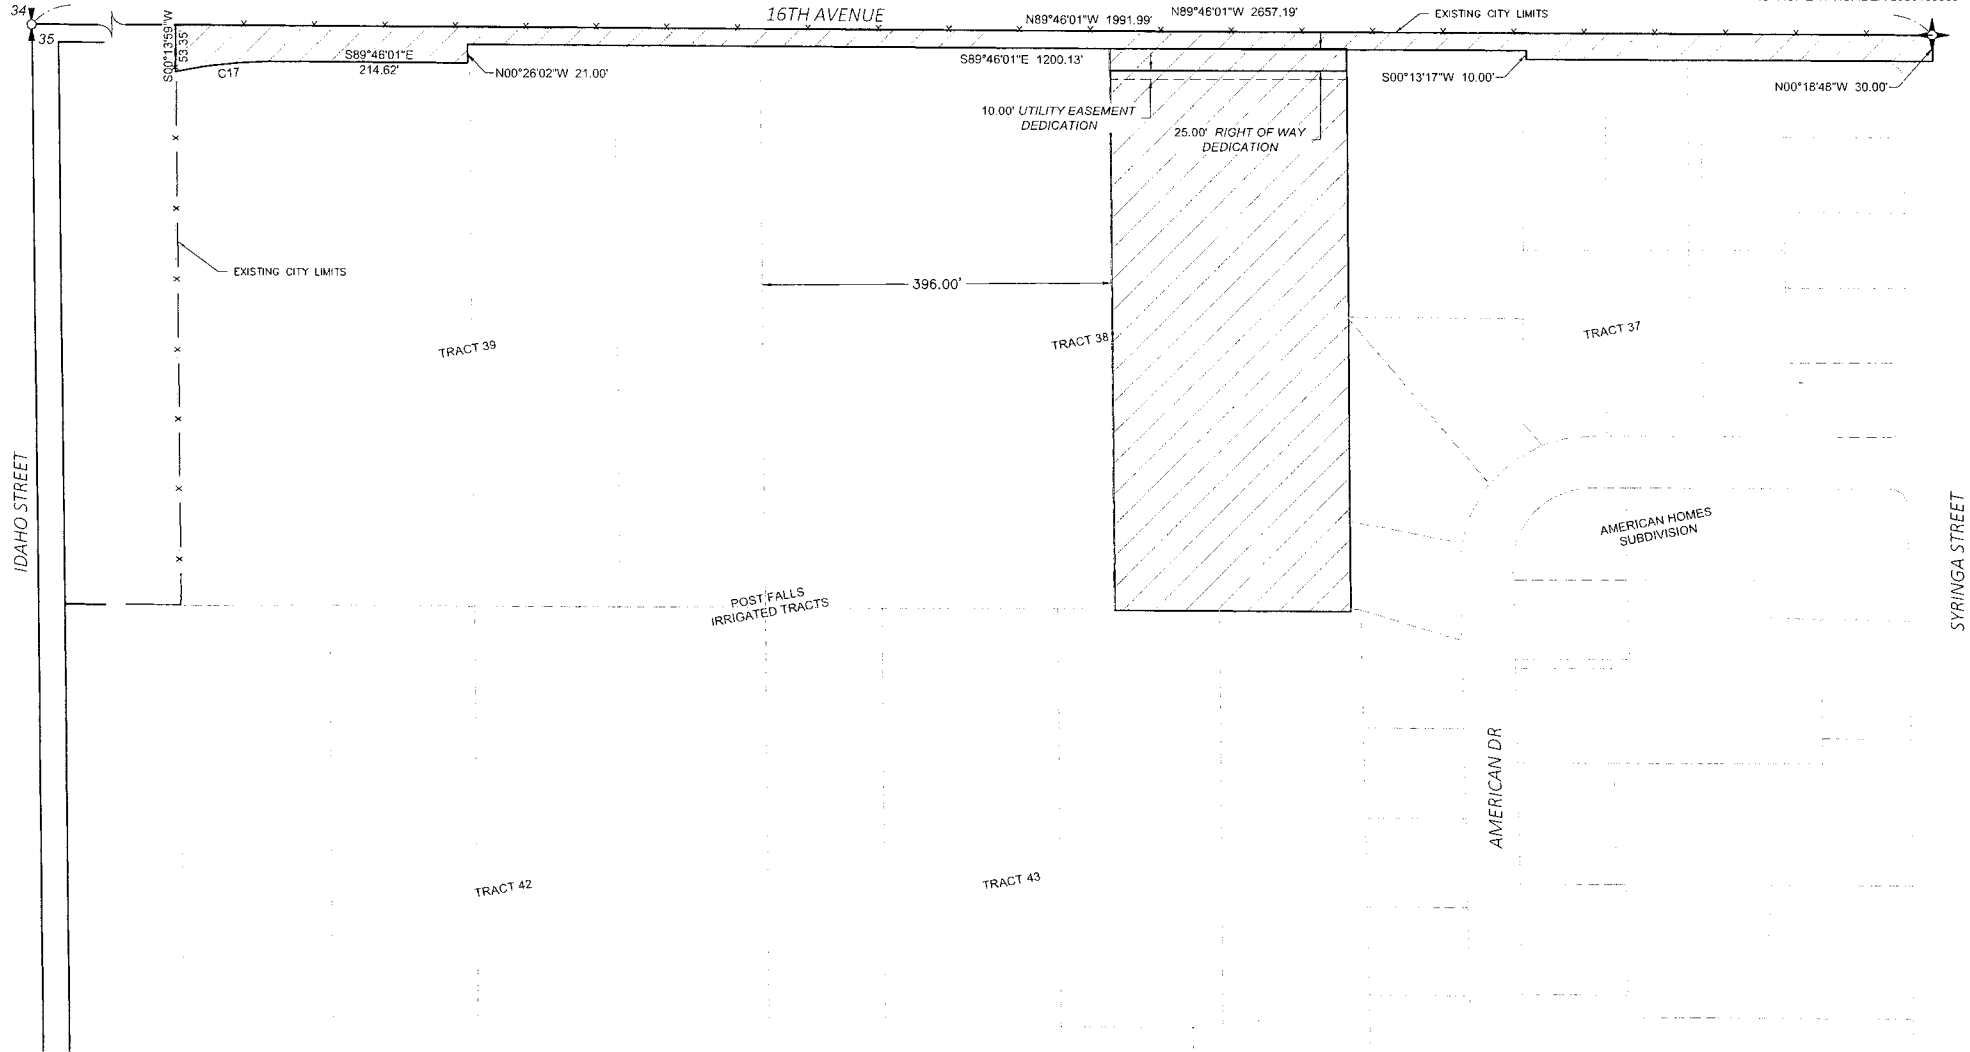 34
35
16TH AVENUE
N89°46'01"W 1991.99'
N89°46'01"W 2657.19'
EXISTING CITY LIMITS
S00°13'59"W
53.35'
C17
S89°46'01"E
214.62'
N00°26'02"W 21.00'
S89°46'01"E 1200.13'
S00°13'17"W 10.00'
N00°18'48"W 30.00'
10.00' UTILITY EASEMENT
DEDICATION
25.00' RIGHT OF WAY
DEDICATION
EXISTING CITY LIMITS
396.00'
TRACT 39
TRACT 38
TRACT 37
IDAHO STREET
AMERICAN HOMES
SUBDIVISION
SYRINGA STREET
POST FALLS
IRRIGATED TRACTS
AMERICAN DR
TRACT 42
TRACT 43